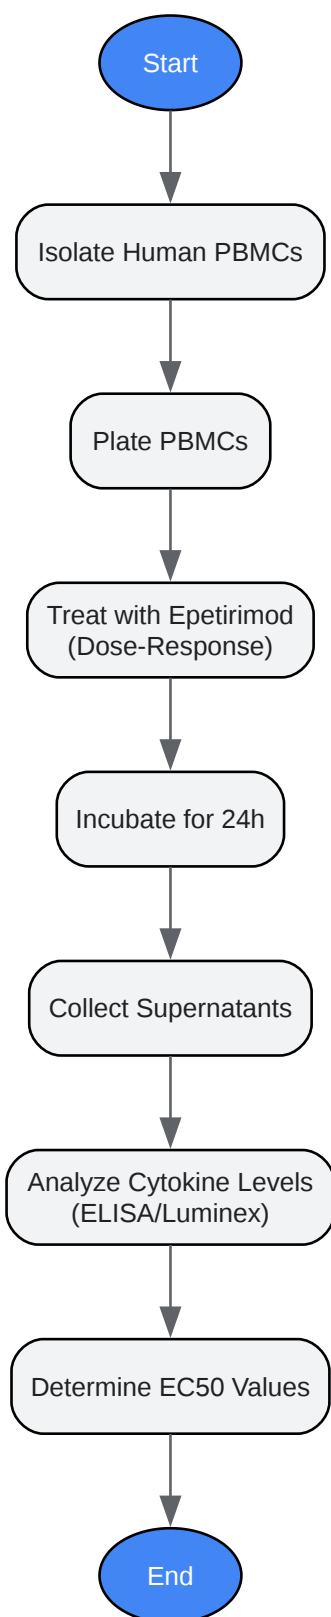 Start
Isolate Human PBMCs
Plate PBMCs
Treat with Epetirimod
(Dose-Response)
Incubate for 24h
Collect Supernatants
Analyze Cytokine Levels
(ELISA/Luminex)
Determine EC50 Values
End